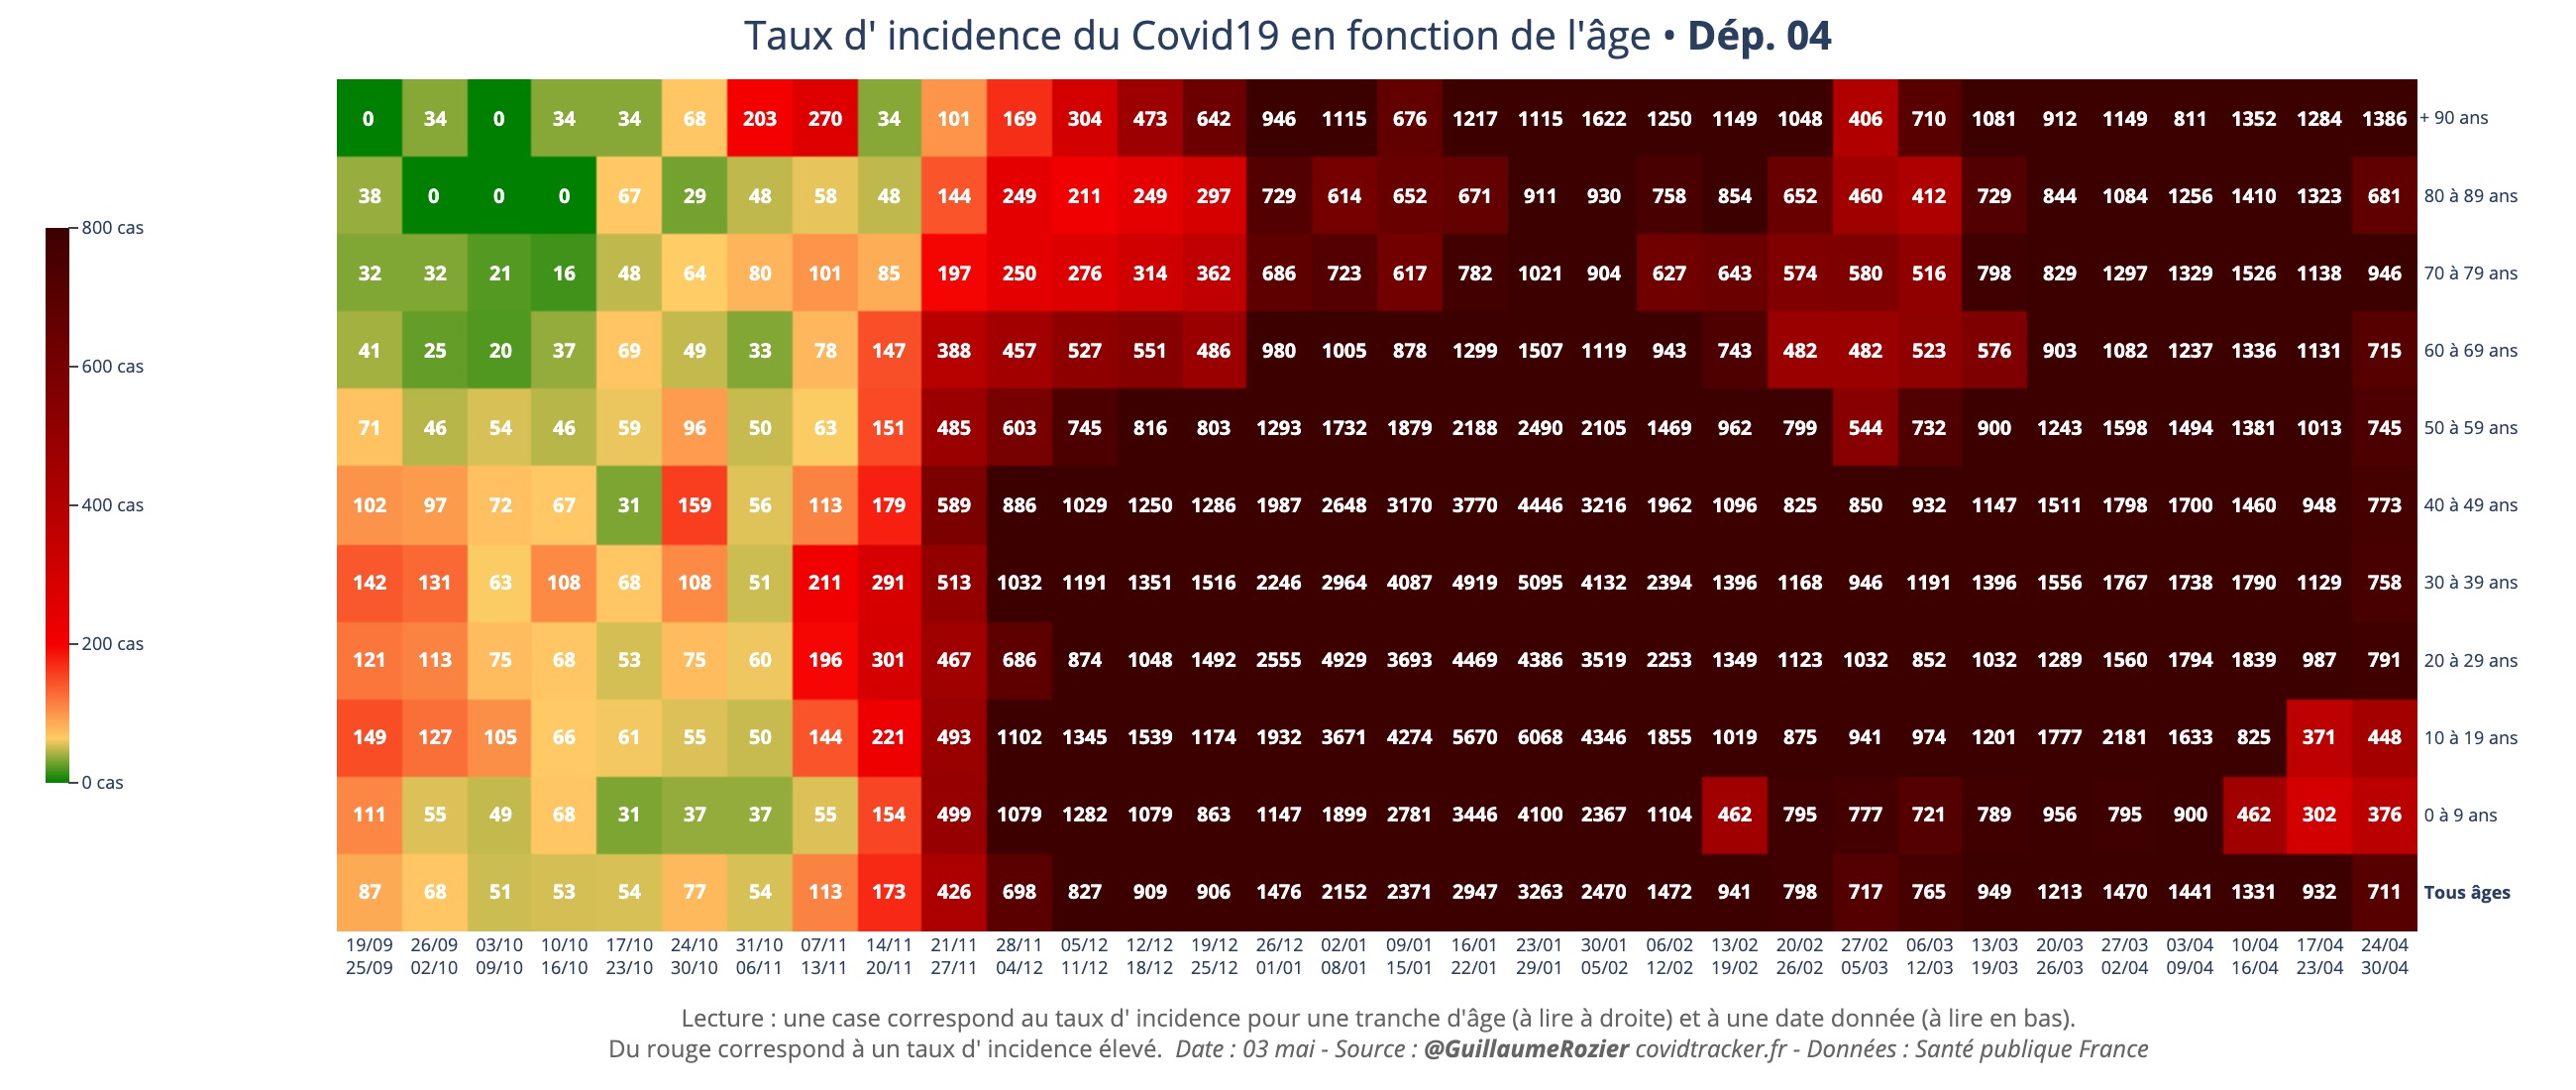 Taux d' incidence du Covid19 en fonction de l'âge • Dép. 04
0 34 0 34 34 68 203 270 34 101 169 304 473 642 946 1115 676 1217 1115 1622 1250 1149 1048 406 710 1081 912 1149 811 1352 1284 1386 + 90 ans
38 0 0 0 67 29 48 58 48 144 249 211 249 297 729 614 652 671 911 930 758 854 652 460 412 729 844 1084 1256 1410 1323 681 80 à 89 ans
800 cas
32 32 21 16 48 64 80 101 85 197 250 276 314 362 686 723 617 782 1021 904 627 643 574 580 516 798 829 1297 1329 1526 1138 946 70 à 79 ans
41 25 20 37 69 49 33 78 147 388 457 527 551 486 980 1005 878 1299 1507 1119 943 743 482 482 523 576 903 1082 1237 1336 1131 715 60 à 69 ans
600 cas
71 46 54 46 59 96 50 63 151 485 603 745 816 803 1293 1732 1879 2188 2490 2105 1469 962 799 544 732 900 1243 1598 1494 1381 1013 745 50 à 59 ans
400 cas
102 97 72 67 31 159 56 113 179 589 886 1029 1250 1286 1987 2648 3170 3770 4446 3216 1962 1096 825 850 932 1147 1511 1798 1700 1460 948 773 40 à 49 ans
142 131 63 108 68 108 51 211 291 513 1032 1191 1351 1516 2246 2964 4087 4919 5095 4132 2394 1396 1168 946 1191 1396 1556 1767 1738 1790 1129 758 30 à 39 ans
200 cas
121 113 75 68 53 75 60 196 301 467 686 874 1048 1492 2555 4929 3693 4469 4386 3519 2253 1349 1123 1032 852 1032 1289 1560 1794 1839 987 791 20 à 29 ans
149 127 105 66 61 55 50 144 221 493 1102 1345 1539 1174 1932 3671 4274 5670 6068 4346 1855 1019 875 941 974 1201 1777 2181 1633 825 371 448 10 à 19 ans
0 cas
111 55 49 68 31 37 37 55 154 499 1079 1282 1079 863 1147 1899 2781 3446 4100 2367 1104 462 795 777 721 789 956 795 900 462 302 376 0 à 9 ans
87 68 51 53 54 77 54 113 173 426 698 827 909 906 1476 2152 2371 2947 3263 2470 1472 941 798 717 765 949 1213 1470 1441 1331 932 711 Tous âges
19/09 26/09 03/10 10/10 17/10 24/10 31/10 07/11 14/11 21/11 28/11 05/12 12/12 19/12 26/12 02/01 09/01 16/01 23/01 30/01 06/02 13/02 20/02 27/02 06/03 13/03 20/03 27/03 03/04 10/04 17/04 24/04
25/09 02/10 09/10 16/10 23/10 30/10 06/11 13/11 20/11 27/11 04/12 11/12 18/12 25/12 01/01 08/01 15/01 22/01 29/01 05/02 12/02 19/02 26/02 05/03 12/03 19/03 26/03 02/04 09/04 16/04 23/04 30/04
Lecture : une case correspond au taux d' incidence pour une tranche d'âge (à lire à droite) et à une date donnée (à lire en bas).
Du rouge correspond à un taux d' incidence élevé. Date : 03 mai - Source : @GuillaumeRozier covidtracker.fr - Données : Santé publique France